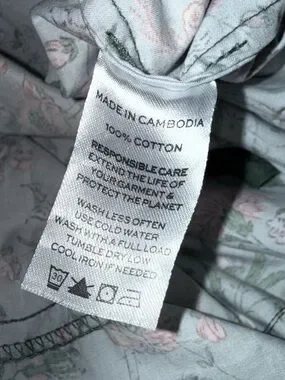 MADE IN CAMBODIA
100% COTTON
RESPONSIBLE CARE
EXTEND THE LIFE OF
YOUR GARMENT &
PROTECT THE PLANET
WASH LESS OFTEN
USE COLD WATER
WASH WITH A FULL LOAD
TUMBLE DRY LOW
COOL IRON IF NEEDED
30